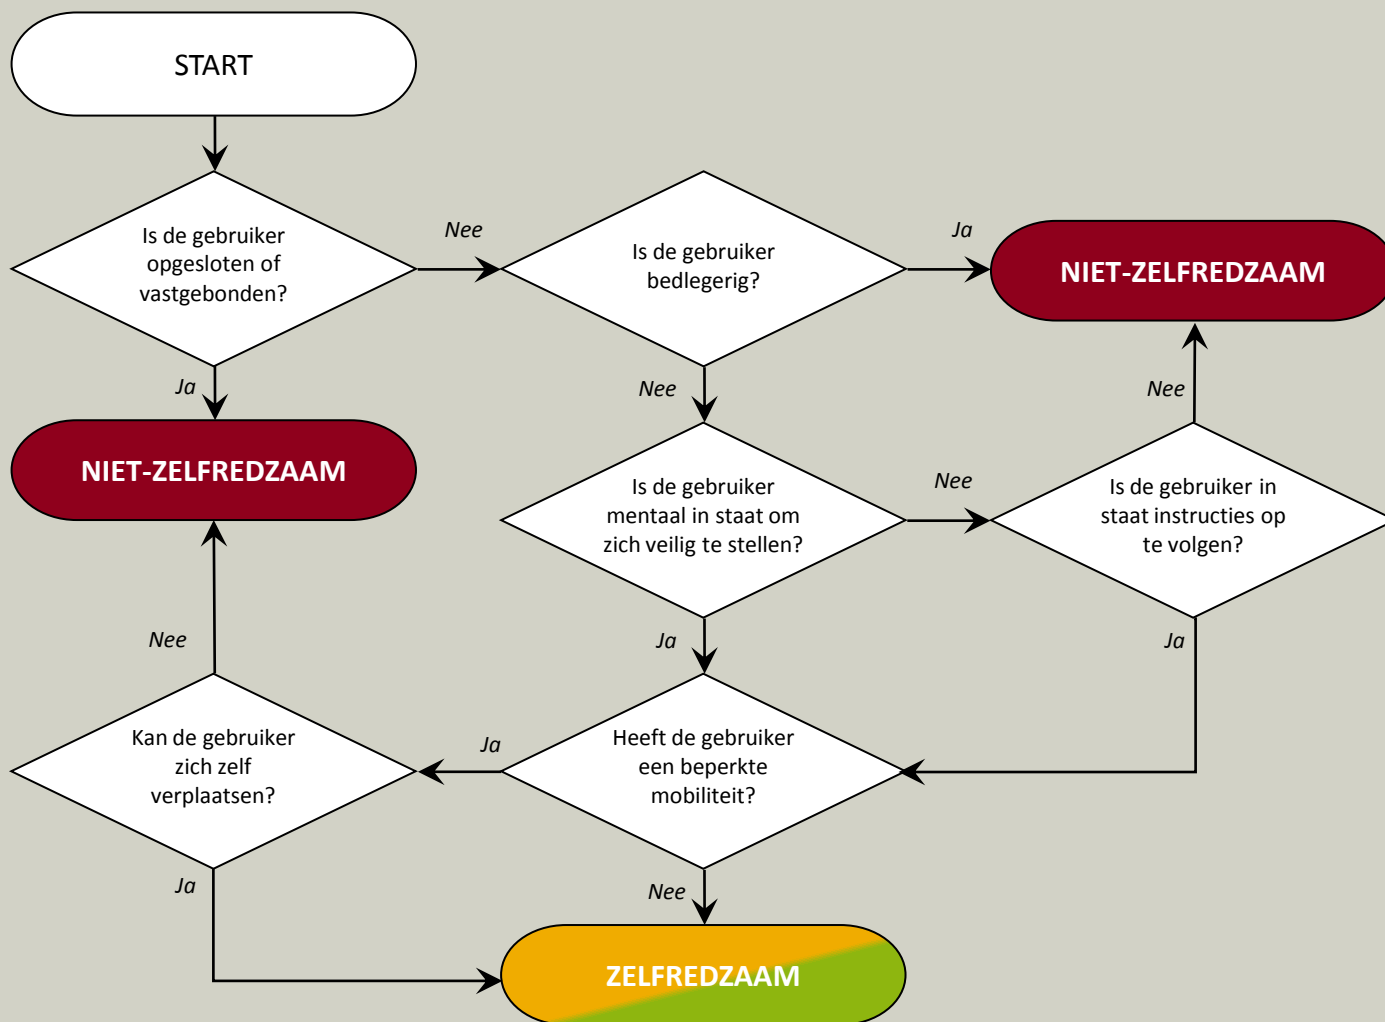 START
Is de gebruiker
opgesloten of
vastgebonden?
Nee
Is de gebruiker
bedlegerig?
Ja
NIET-ZELFREDZAAM
Ja
Nee
Nee
NIET-ZELFREDZAAM
Is de gebruiker
mentaal in staat om
zich veilig te stellen?
Nee
Is de gebruiker in
staat instructies op
te volgen?
Nee
Ja
Ja
Kan de gebruiker
zich zelf
verplaatsen?
Ja
Heeft de gebruiker
een beperkte
mobiliteit?
Ja
Nee
ZELFREDZAAM